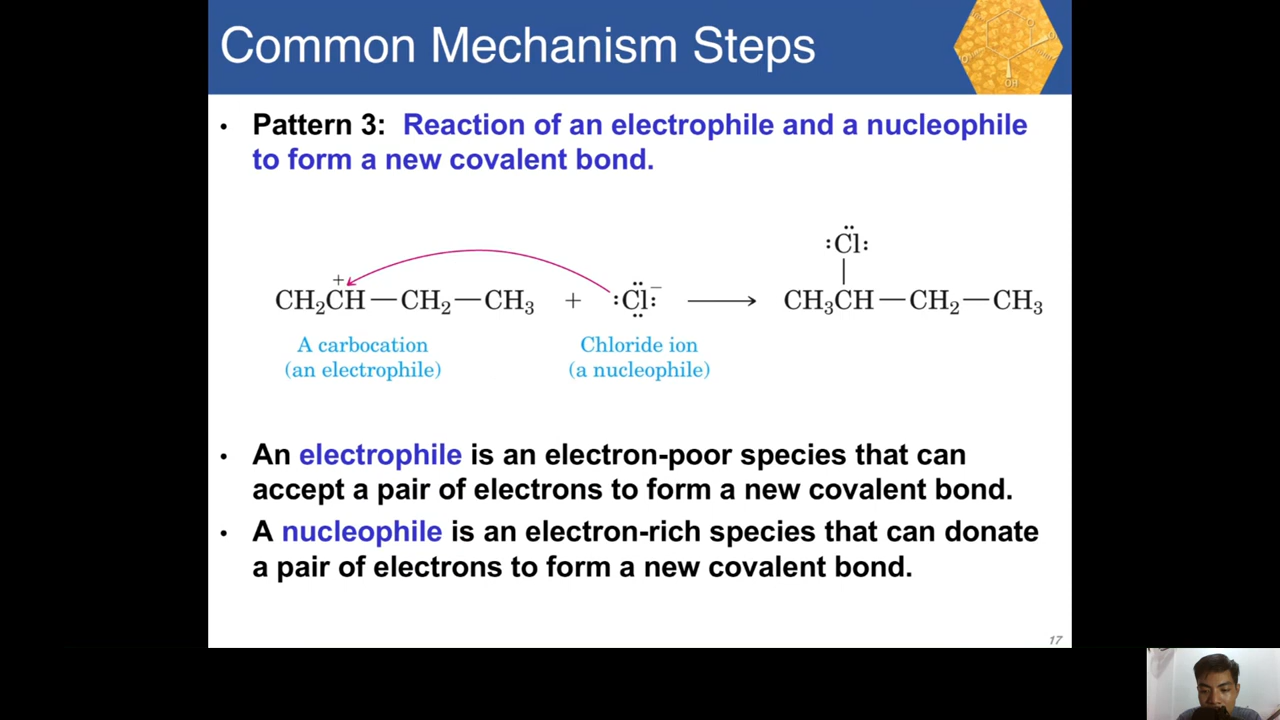 Common Mechanism Steps
• Pattern 3: Reaction of an electrophile and a nucleophile
to form a new covalent bond.
CH₂C⁺H—CH₂—CH₃ + :C̤̈l:⁻ ⟶ CH₃CH—CH₂—CH₃
:C̈l:
A carbocation
(an electrophile)
Chloride ion
(a nucleophile)
• An electrophile is an electron-poor species that can
accept a pair of electrons to form a new covalent bond.
• A nucleophile is an electron-rich species that can donate
a pair of electrons to form a new covalent bond.
17
OH